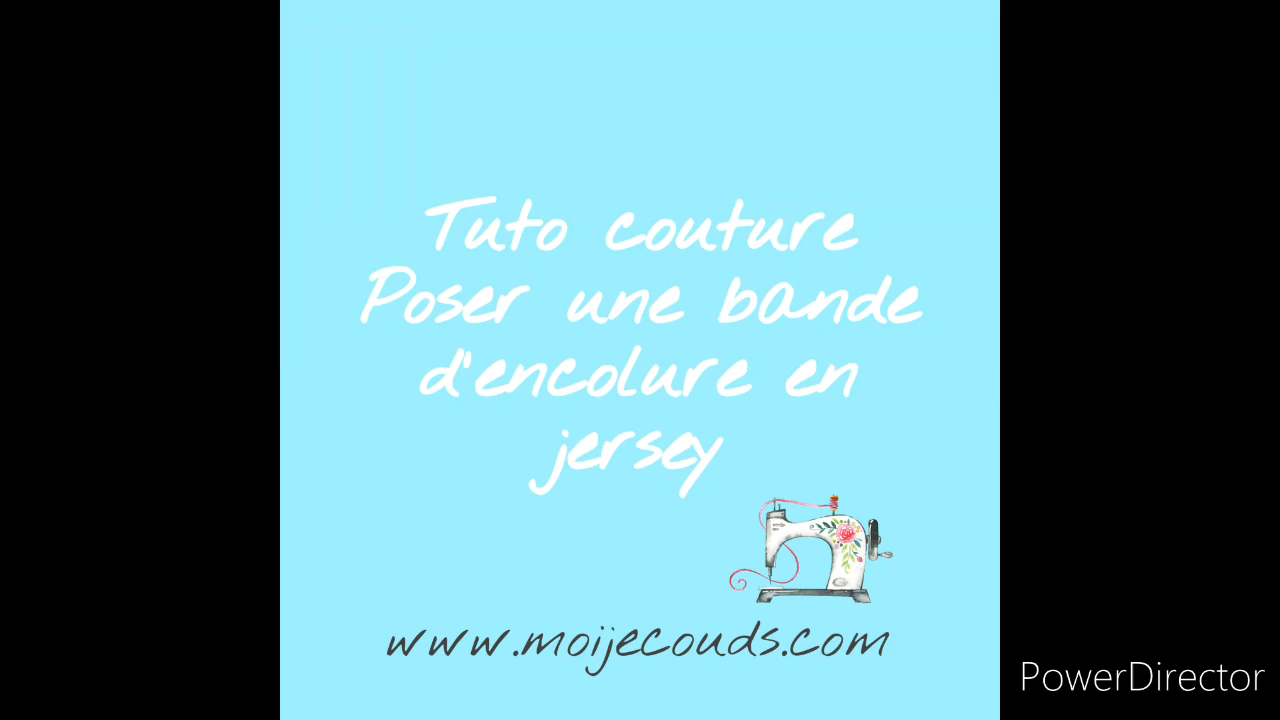 Tuto couture
Poser une bande
d'encolure en
jersey
www.moijecouds.com
PowerDirector